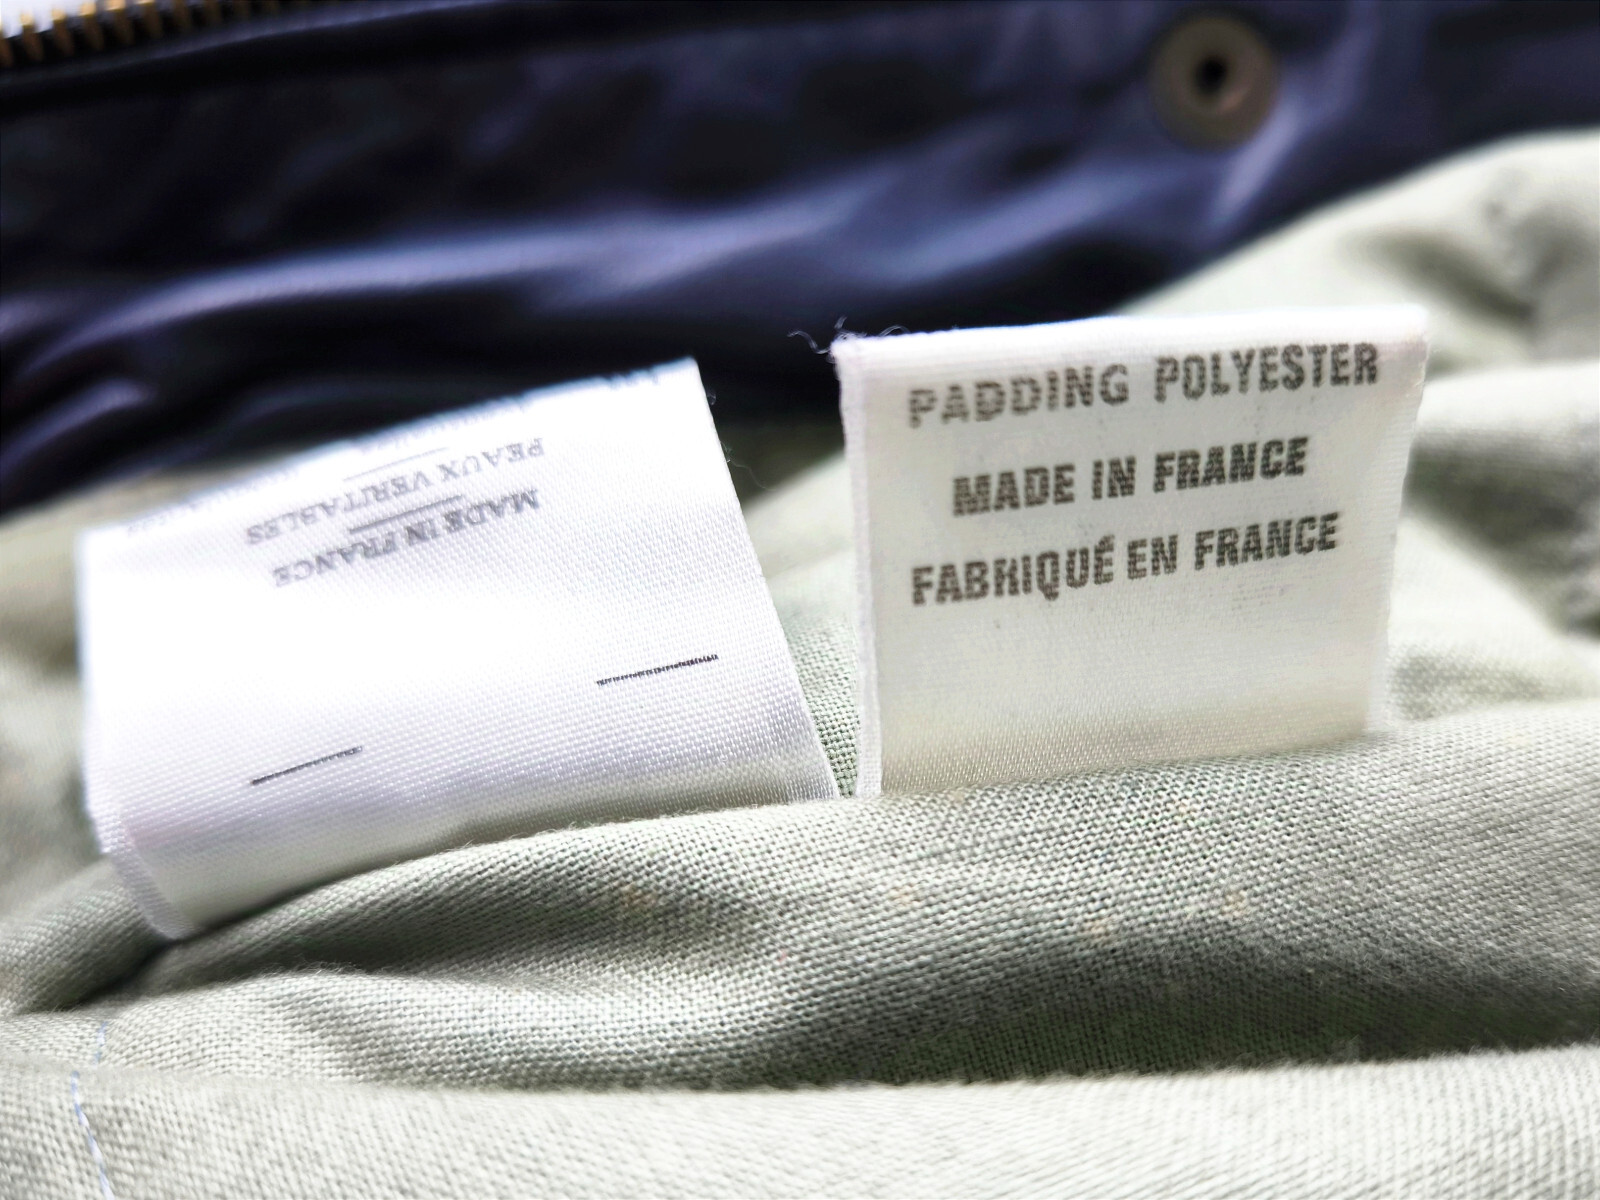 PEAUX VERITABLES
MADE IN FRANCE
PADDING POLYESTER
MADE IN FRANCE
FABRIQUÉ EN FRANCE